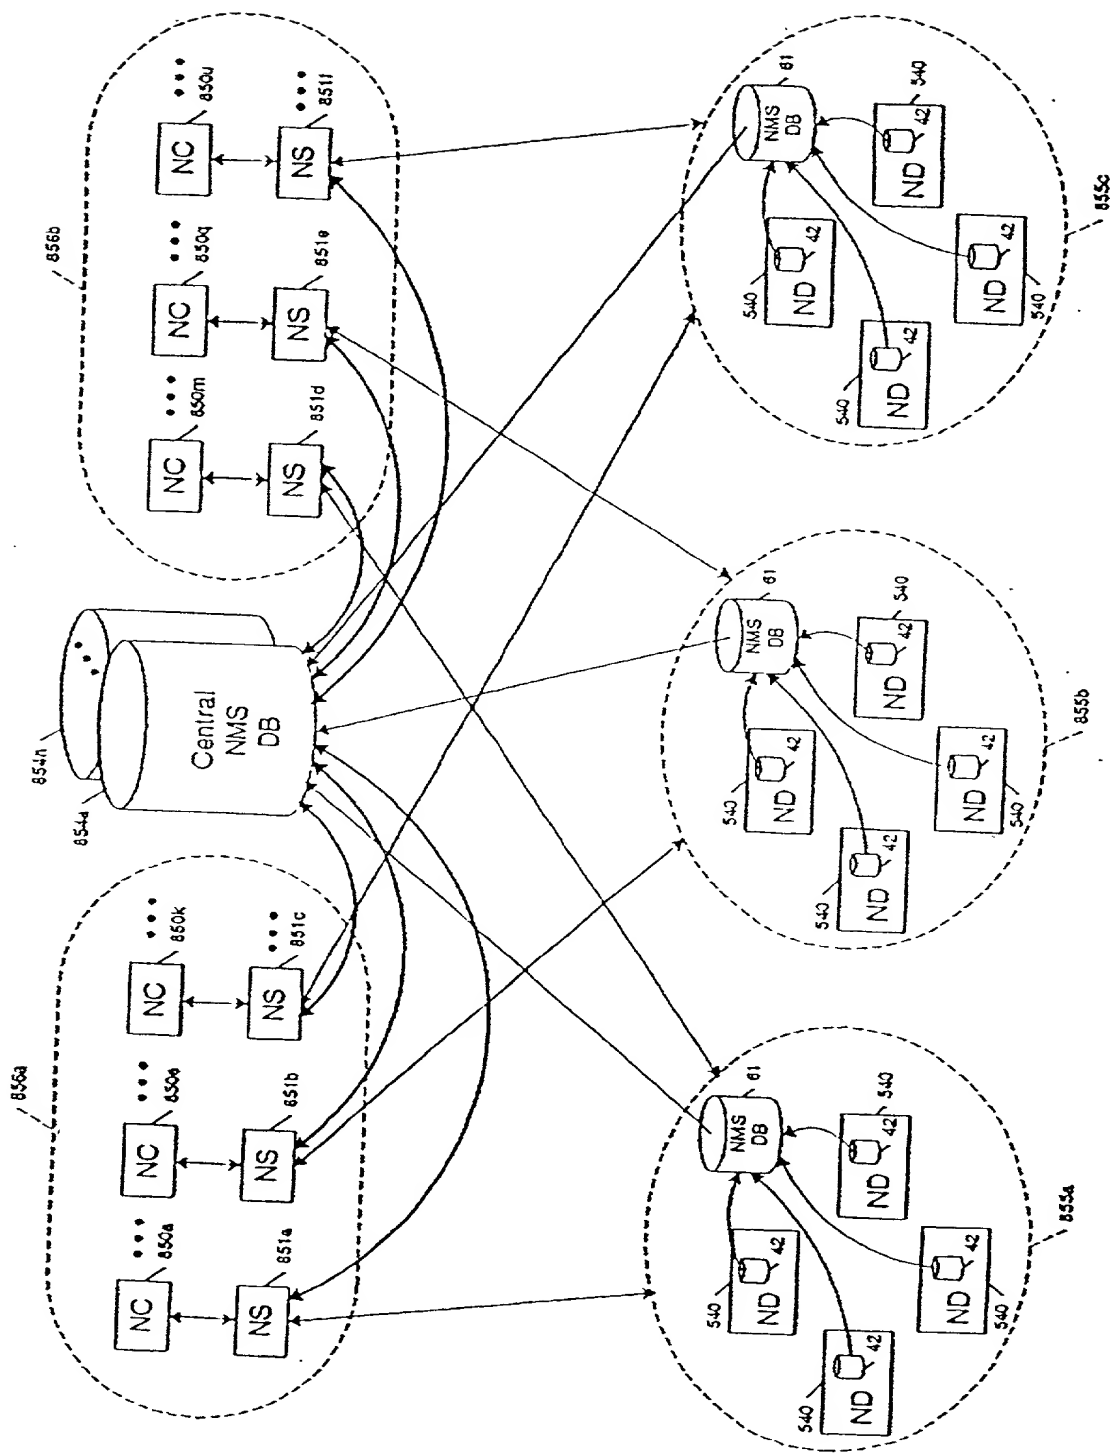 856a
850a
NC
850e
NC
850k
NC
851a
NS
851b
NS
851c
NS
854a
854n
Central
NMS
DB
856b
850m
NC
850q
NC
850u
NC
851d
NS
851e
NS
851f
NS
61
NMS
DB
540
42
ND
540
42
ND
540
42
ND
540
42
ND
855a
61
NMS
DB
540
42
ND
540
42
ND
540
42
ND
540
42
ND
855b
61
NMS
DB
540
42
ND
540
42
ND
540
42
ND
540
42
ND
855c